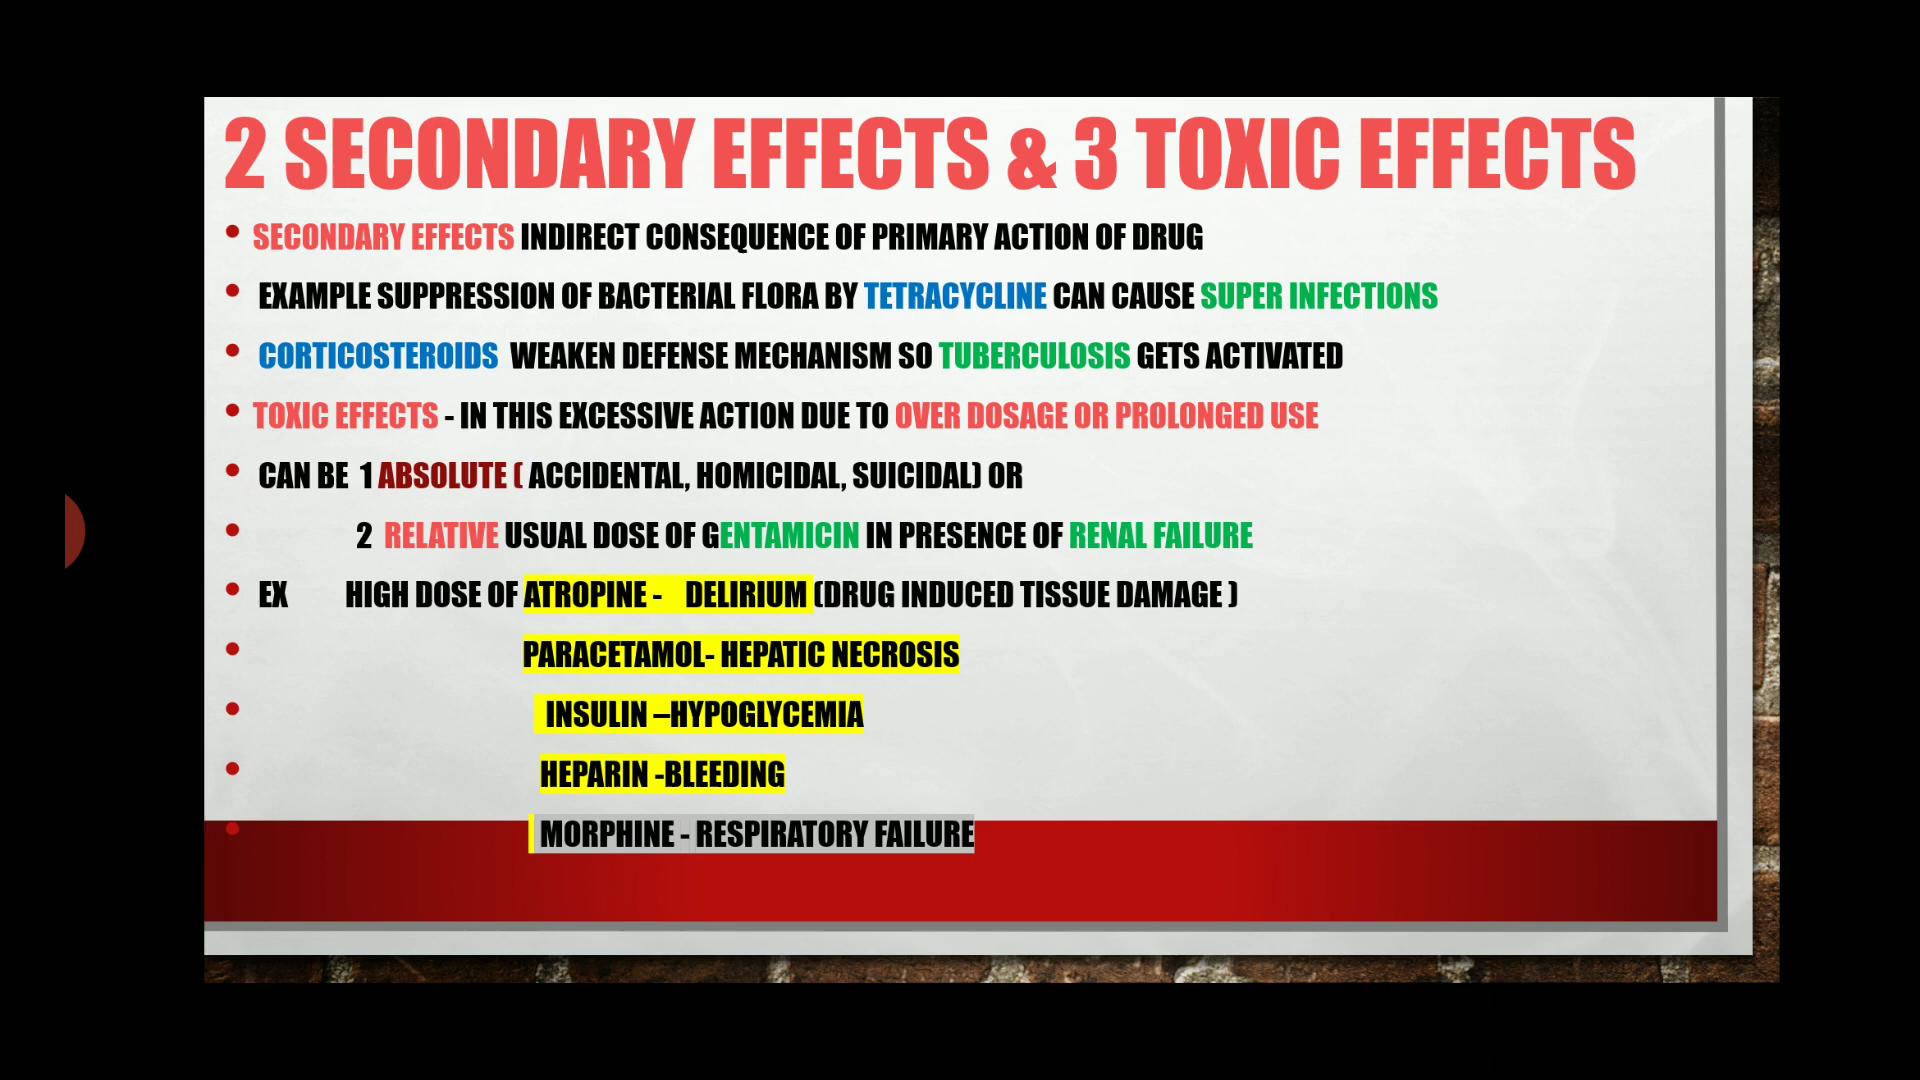 2 SECONDARY EFFECTS & 3 TOXIC EFFECTS
• SECONDARY EFFECTS INDIRECT CONSEQUENCE OF PRIMARY ACTION OF DRUG
• EXAMPLE SUPPRESSION OF BACTERIAL FLORA BY TETRACYCLINE CAN CAUSE SUPER INFECTIONS
• CORTICOSTEROIDS WEAKEN DEFENSE MECHANISM SO TUBERCULOSIS GETS ACTIVATED
• TOXIC EFFECTS - IN THIS EXCESSIVE ACTION DUE TO OVER DOSAGE OR PROLONGED USE
• CAN BE 1 ABSOLUTE ( ACCIDENTAL, HOMICIDAL, SUICIDAL) OR
• 2 RELATIVE USUAL DOSE OF GENTAMICIN IN PRESENCE OF RENAL FAILURE
• EX HIGH DOSE OF ATROPINE - DELIRIUM (DRUG INDUCED TISSUE DAMAGE )
• PARACETAMOL- HEPATIC NECROSIS
• INSULIN –HYPOGLYCEMIA
• HEPARIN -BLEEDING
• MORPHINE - RESPIRATORY FAILURE